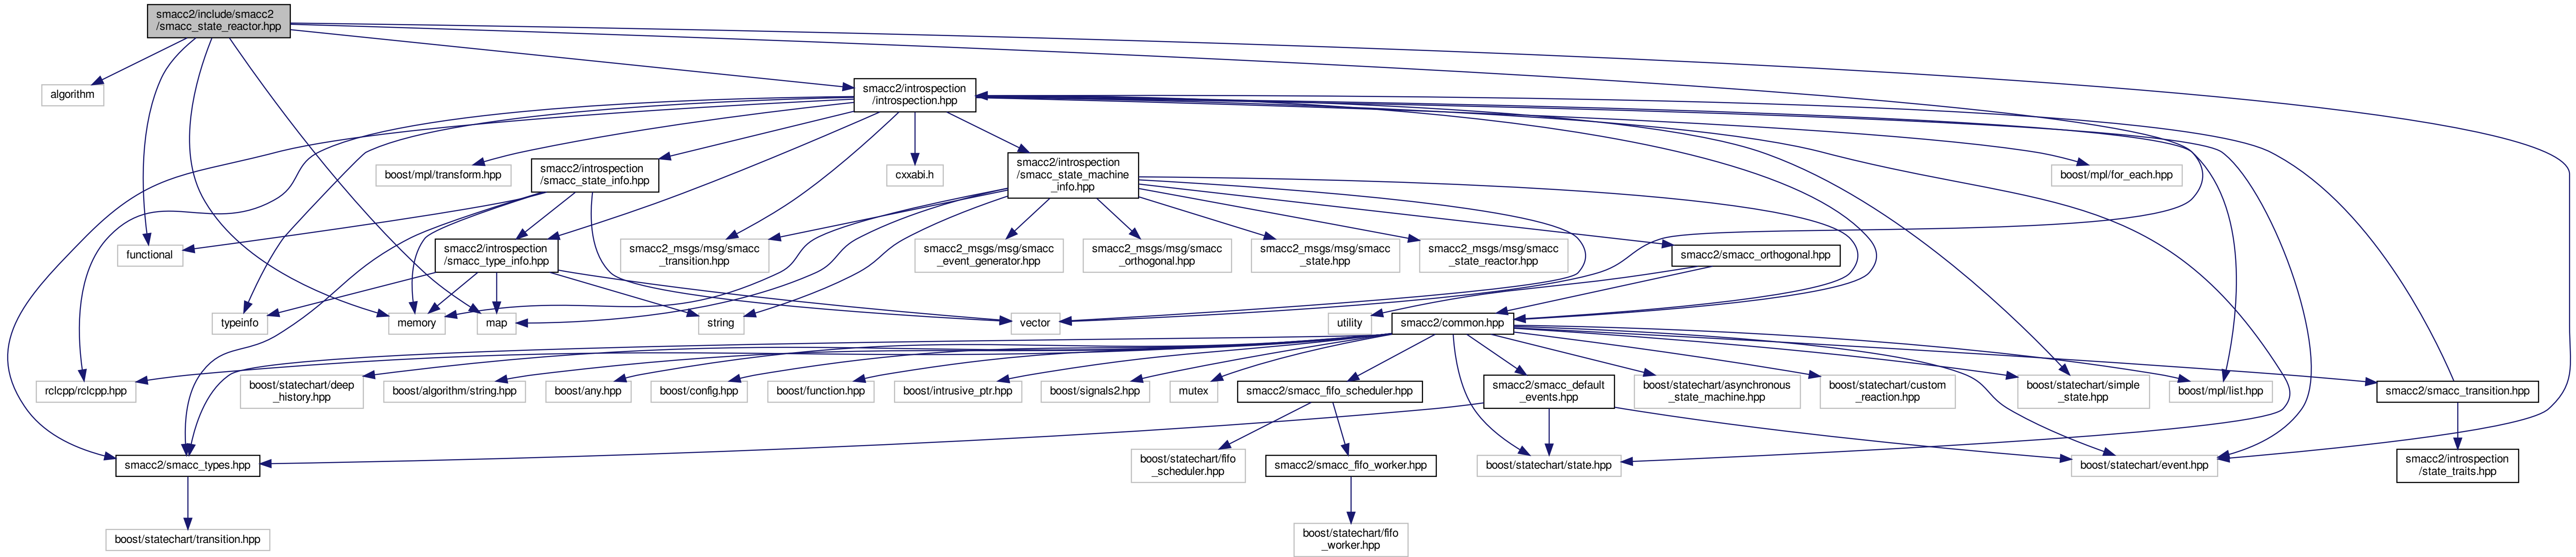 smacc2/include/smacc2
/smacc_state_reactor.hpp
algorithm
smacc2/introspection
/introspection.hpp
boost/mpl/transform.hpp
smacc2/introspection
/smacc_state_info.hpp
cxxabi.h
smacc2/introspection
/smacc_state_machine
_info.hpp
boost/mpl/for_each.hpp
functional
smacc2/introspection
/smacc_type_info.hpp
smacc2_msgs/msg/smacc
_transition.hpp
smacc2_msgs/msg/smacc
_event_generator.hpp
smacc2_msgs/msg/smacc
_orthogonal.hpp
smacc2_msgs/msg/smacc
_state.hpp
smacc2_msgs/msg/smacc
_state_reactor.hpp
smacc2/smacc_orthogonal.hpp
typeinfo
memory
map
string
vector
utility
smacc2/common.hpp
rclcpp/rclcpp.hpp
boost/statechart/deep
_history.hpp
boost/algorithm/string.hpp
boost/any.hpp
boost/config.hpp
boost/function.hpp
boost/intrusive_ptr.hpp
boost/signals2.hpp
mutex
smacc2/smacc_fifo_scheduler.hpp
smacc2/smacc_default
_events.hpp
boost/statechart/asynchronous
_state_machine.hpp
boost/statechart/custom
_reaction.hpp
boost/statechart/simple
_state.hpp
boost/mpl/list.hpp
smacc2/smacc_transition.hpp
smacc2/smacc_types.hpp
boost/statechart/fifo
_scheduler.hpp
smacc2/smacc_fifo_worker.hpp
boost/statechart/state.hpp
boost/statechart/event.hpp
smacc2/introspection
/state_traits.hpp
boost/statechart/transition.hpp
boost/statechart/fifo
_worker.hpp